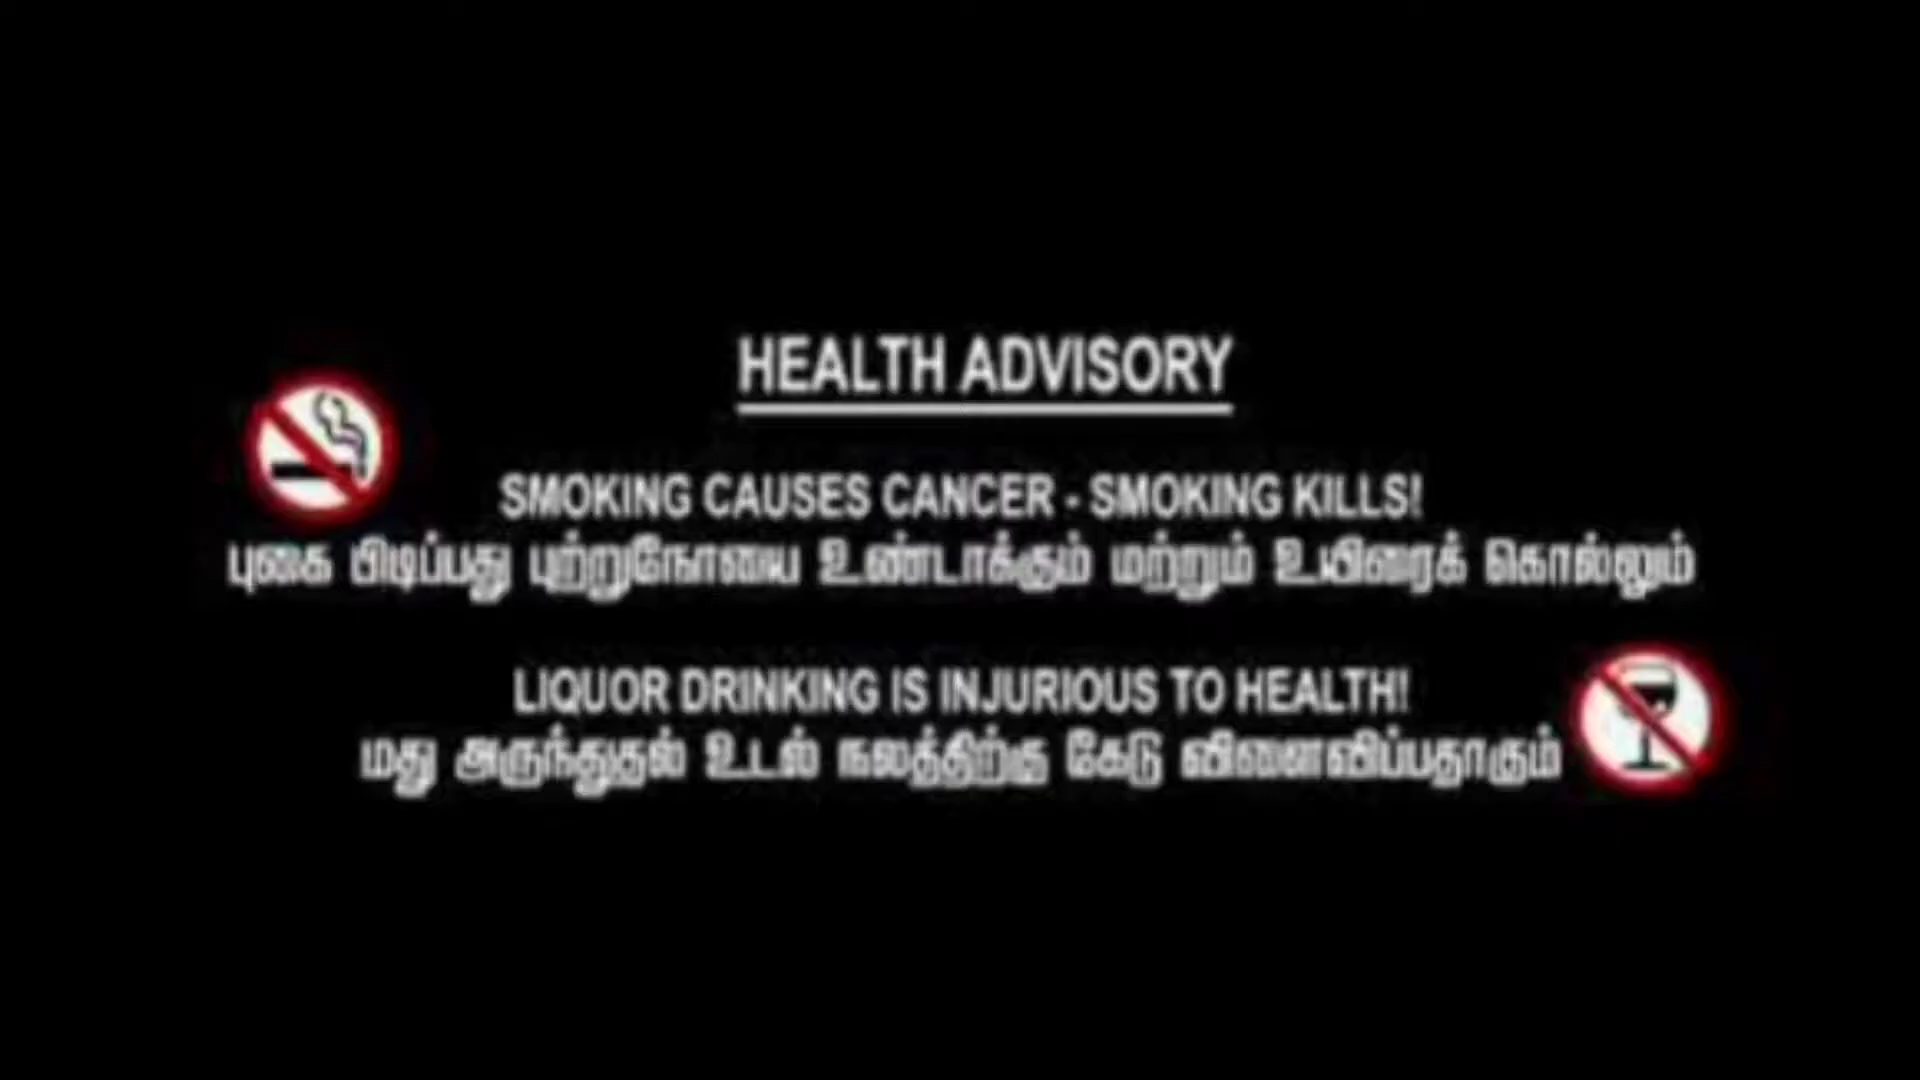 HEALTH ADVISORY
SMOKING CAUSES CANCER - SMOKING KILLS!
புகை பிடிப்பது புற்றுநோயை உண்டாக்கும் மற்றும் உயிரைக் கொல்லும்
LIQUOR DRINKING IS INJURIOUS TO HEALTH!
மது அருந்துதல் உடல் நலத்திற்கு கேடு விளைவிப்பதாகும்